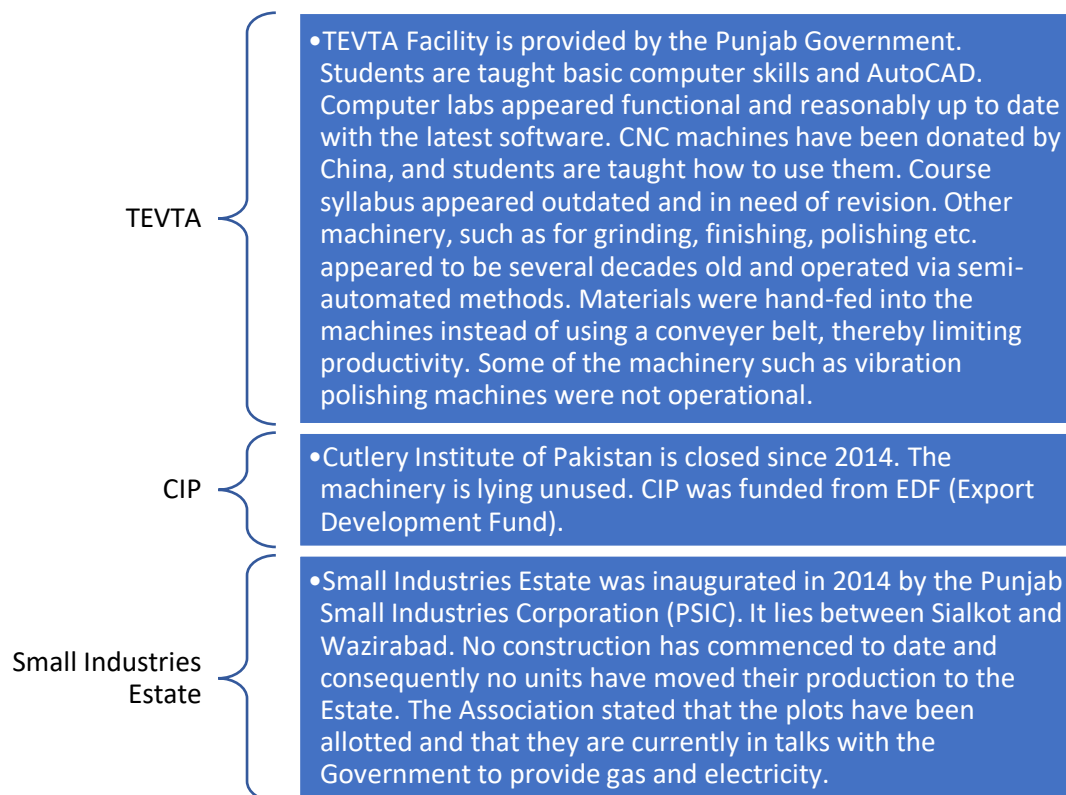 TEVTA
•TEVTA Facility is provided by the Punjab Government.
Students are taught basic computer skills and AutoCAD.
Computer labs appeared functional and reasonably up to date
with the latest software. CNC machines have been donated by
China, and students are taught how to use them. Course
syllabus appeared outdated and in need of revision. Other
machinery, such as for grinding, finishing, polishing etc.
appeared to be several decades old and operated via semi-
automated methods. Materials were hand-fed into the
machines instead of using a conveyer belt, thereby limiting
productivity. Some of the machinery such as vibration
polishing machines were not operational.
CIP
•Cutlery Institute of Pakistan is closed since 2014. The
machinery is lying unused. CIP was funded from EDF (Export
Development Fund).
Small Industries
Estate
•Small Industries Estate was inaugurated in 2014 by the Punjab
Small Industries Corporation (PSIC). It lies between Sialkot and
Wazirabad. No construction has commenced to date and
consequently no units have moved their production to the
Estate. The Association stated that the plots have been
allotted and that they are currently in talks with the
Government to provide gas and electricity.